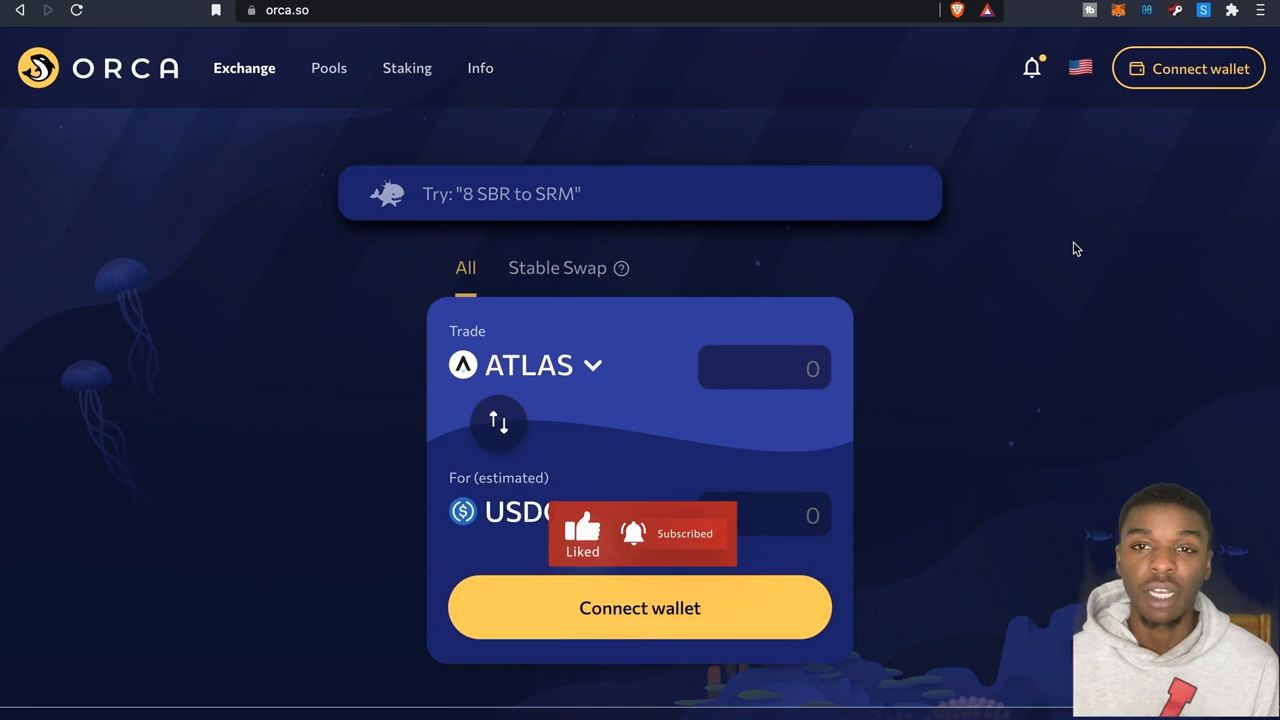 orca.so
ORCA
Exchange
Pools
Staking
Info
Connect wallet
Try: "8 SBR to SRM"
All
Stable Swap ?
Trade
ATLAS
0
For (estimated)
USDC
0
Liked
Subscribed
Connect wallet